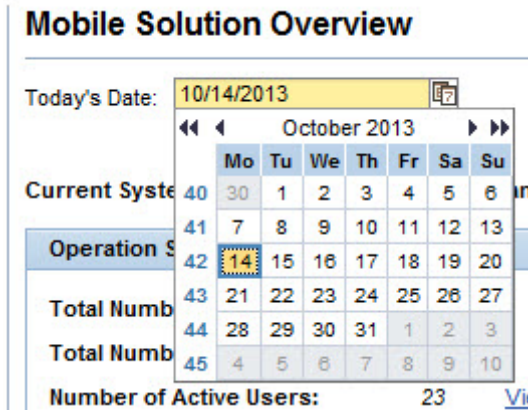 Mobile Solution Overview
Today's Date: 10/14/2013
October 2013
Mo Tu We Th Fr Sa Su
40 30 1 2 3 4 5 6
Current Syste
41 7 8 9 10 11 12 13
Operation S
42 14 15 16 17 18 19 20
43 21 22 23 24 25 26 27
Total Numb
44 28 29 30 31 1 2 3
Total Numb
45 4 5 6 7 8 9 10
Number of Active Users: 23 Vi